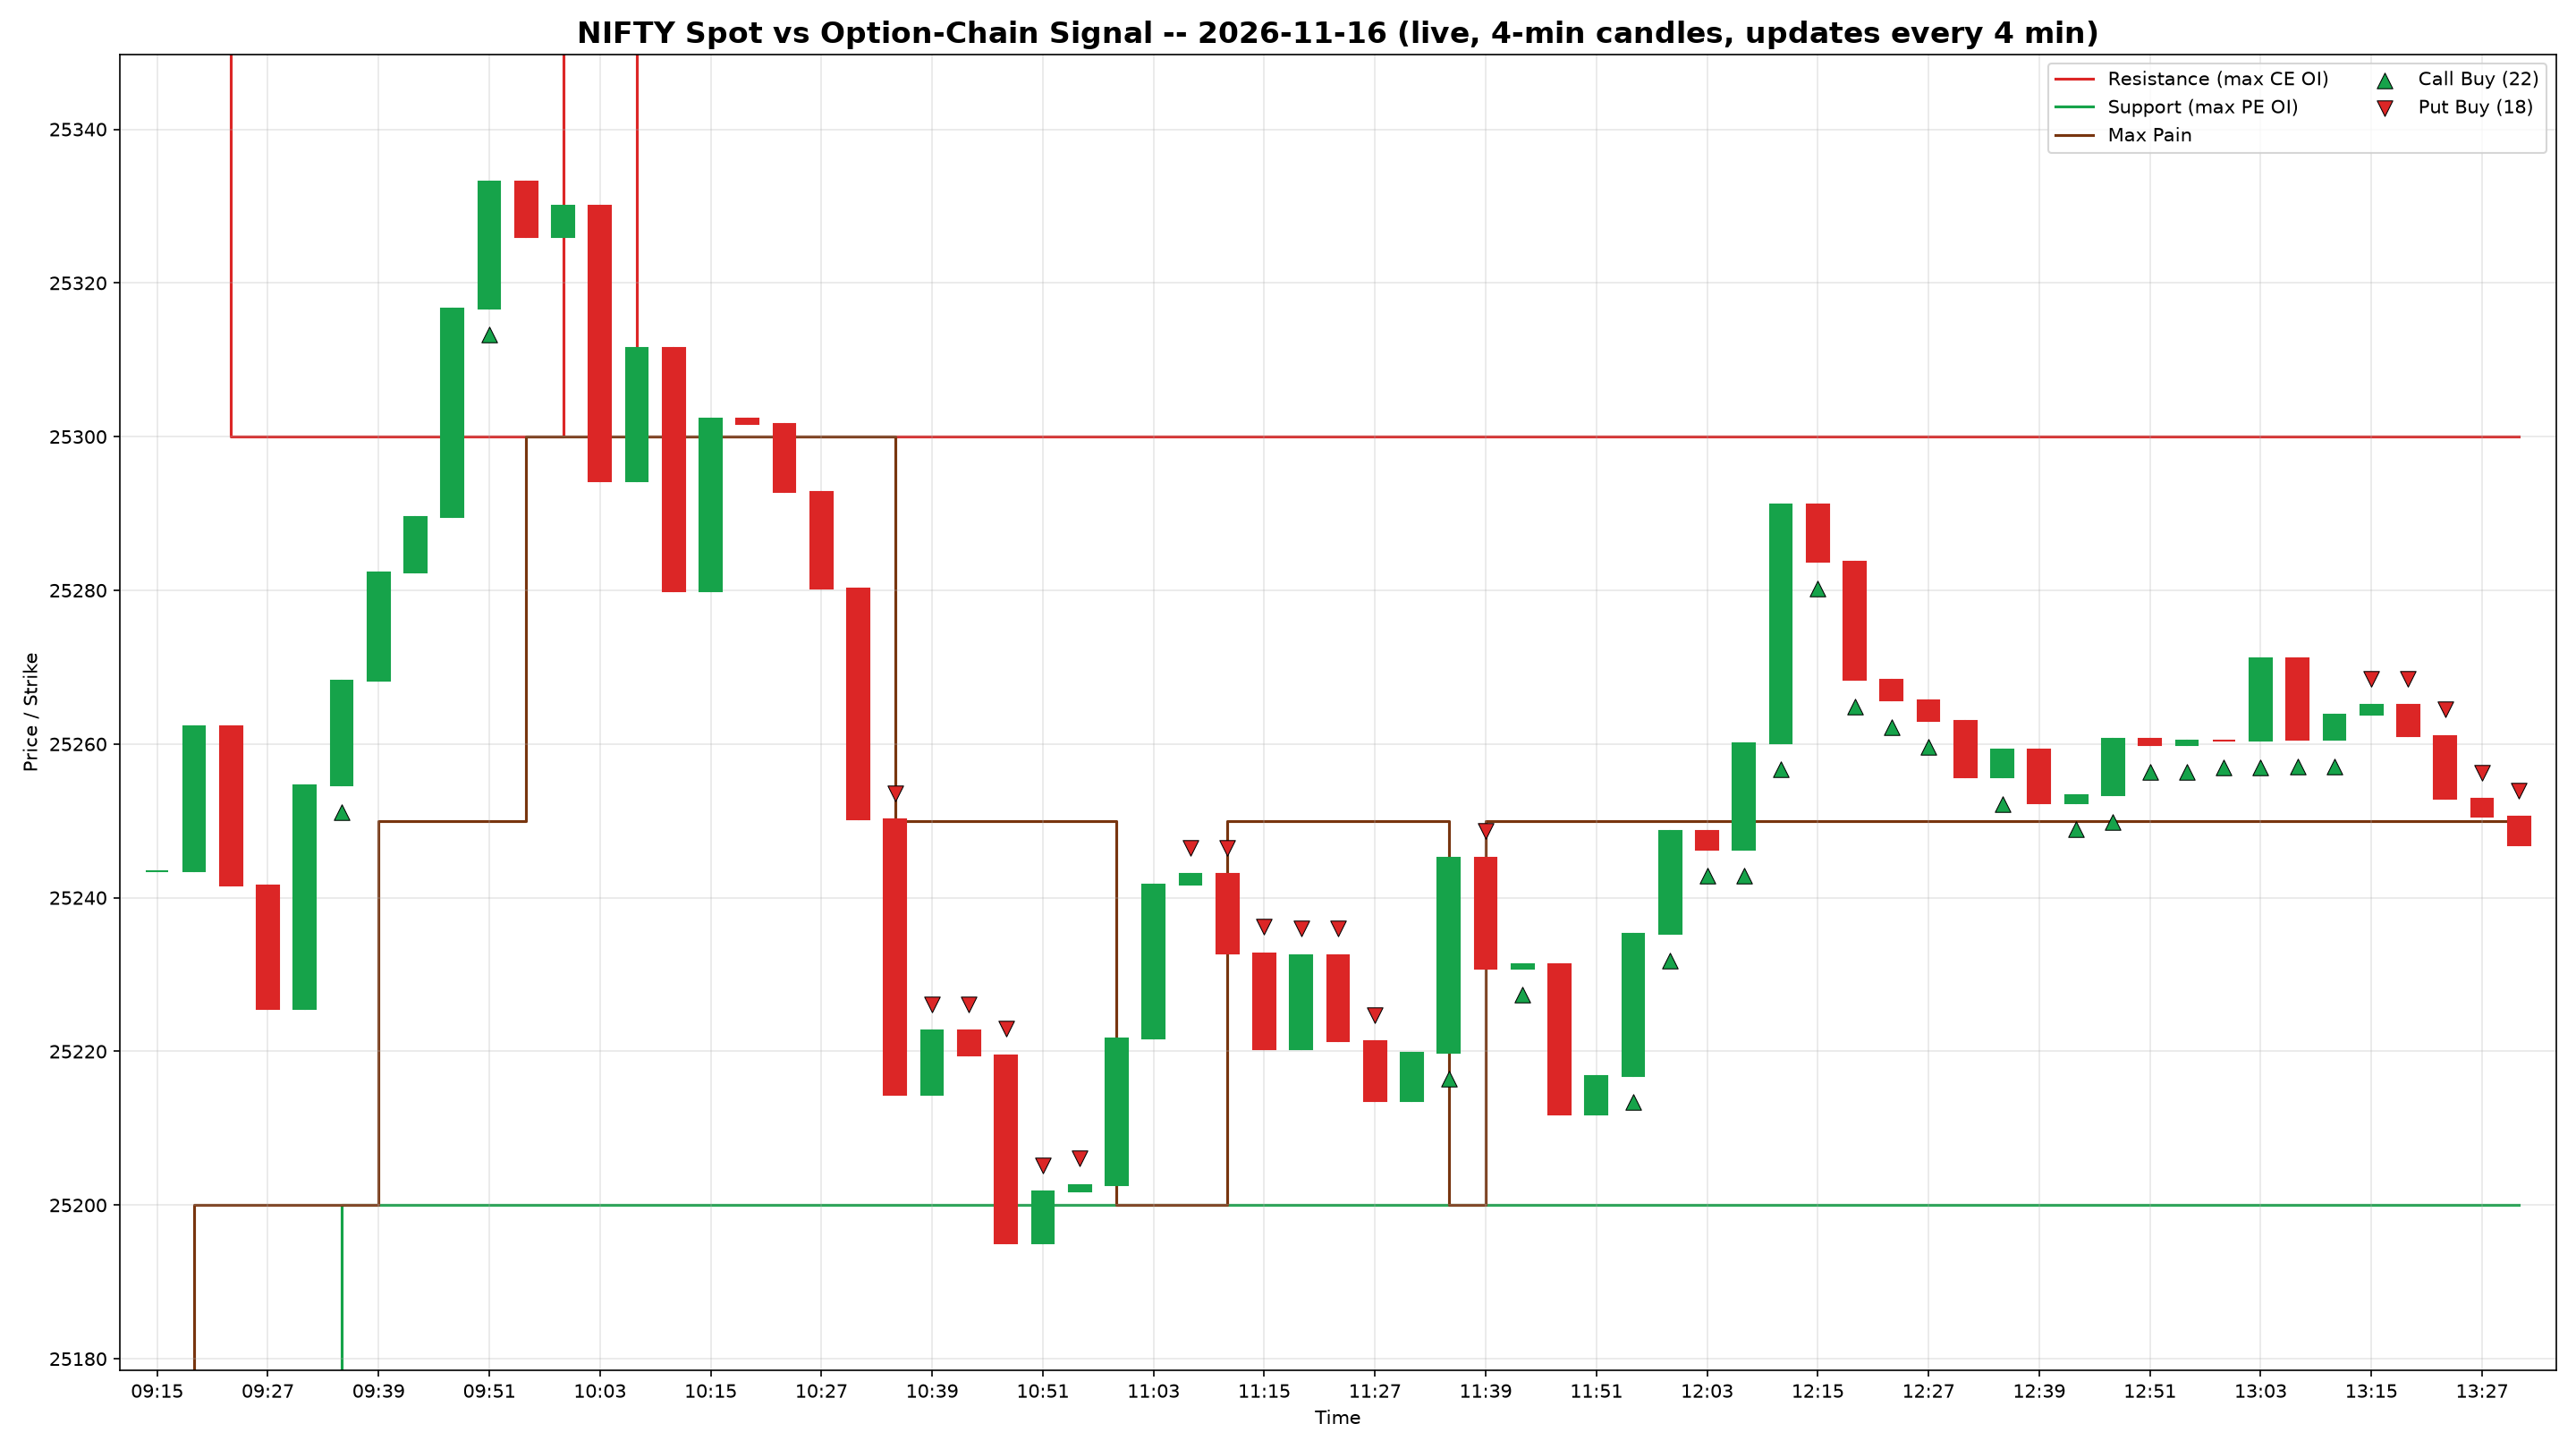 NIFTY Spot vs Option-Chain Signal -- 2026-11-16 (live, 4-min candles, updates every 4 min)
Resistance (max CE OI)
Support (max PE OI)
Max Pain
Call Buy (22)
Put Buy (18)
Price / Strike
25340
25320
25300
25280
25260
25240
25220
25200
25180
09:15 09:27 09:39 09:51 10:03 10:15 10:27 10:39 10:51 11:03 11:15 11:27 11:39 11:51 12:03 12:15 12:27 12:39 12:51 13:03 13:15 13:27
Time